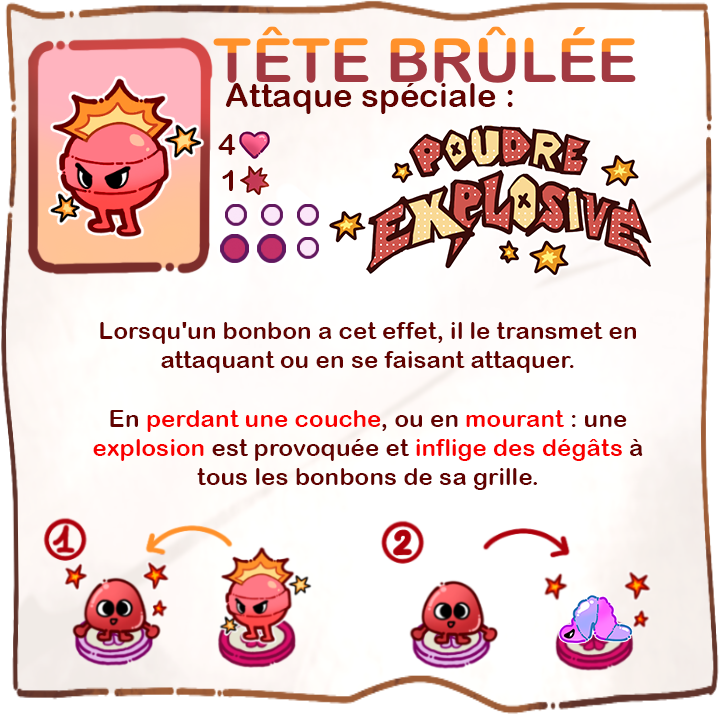 TÊTE BRÛLÉE
Attaque spéciale :
4
1
POUDRE
EXPLOSIVE
Lorsqu'un bonbon a cet effet, il le transmet en
attaquant ou en se faisant attaquer.
En perdant une couche, ou en mourant : une
explosion est provoquée et inflige des dégâts à
tous les bonbons de sa grille.
1
2